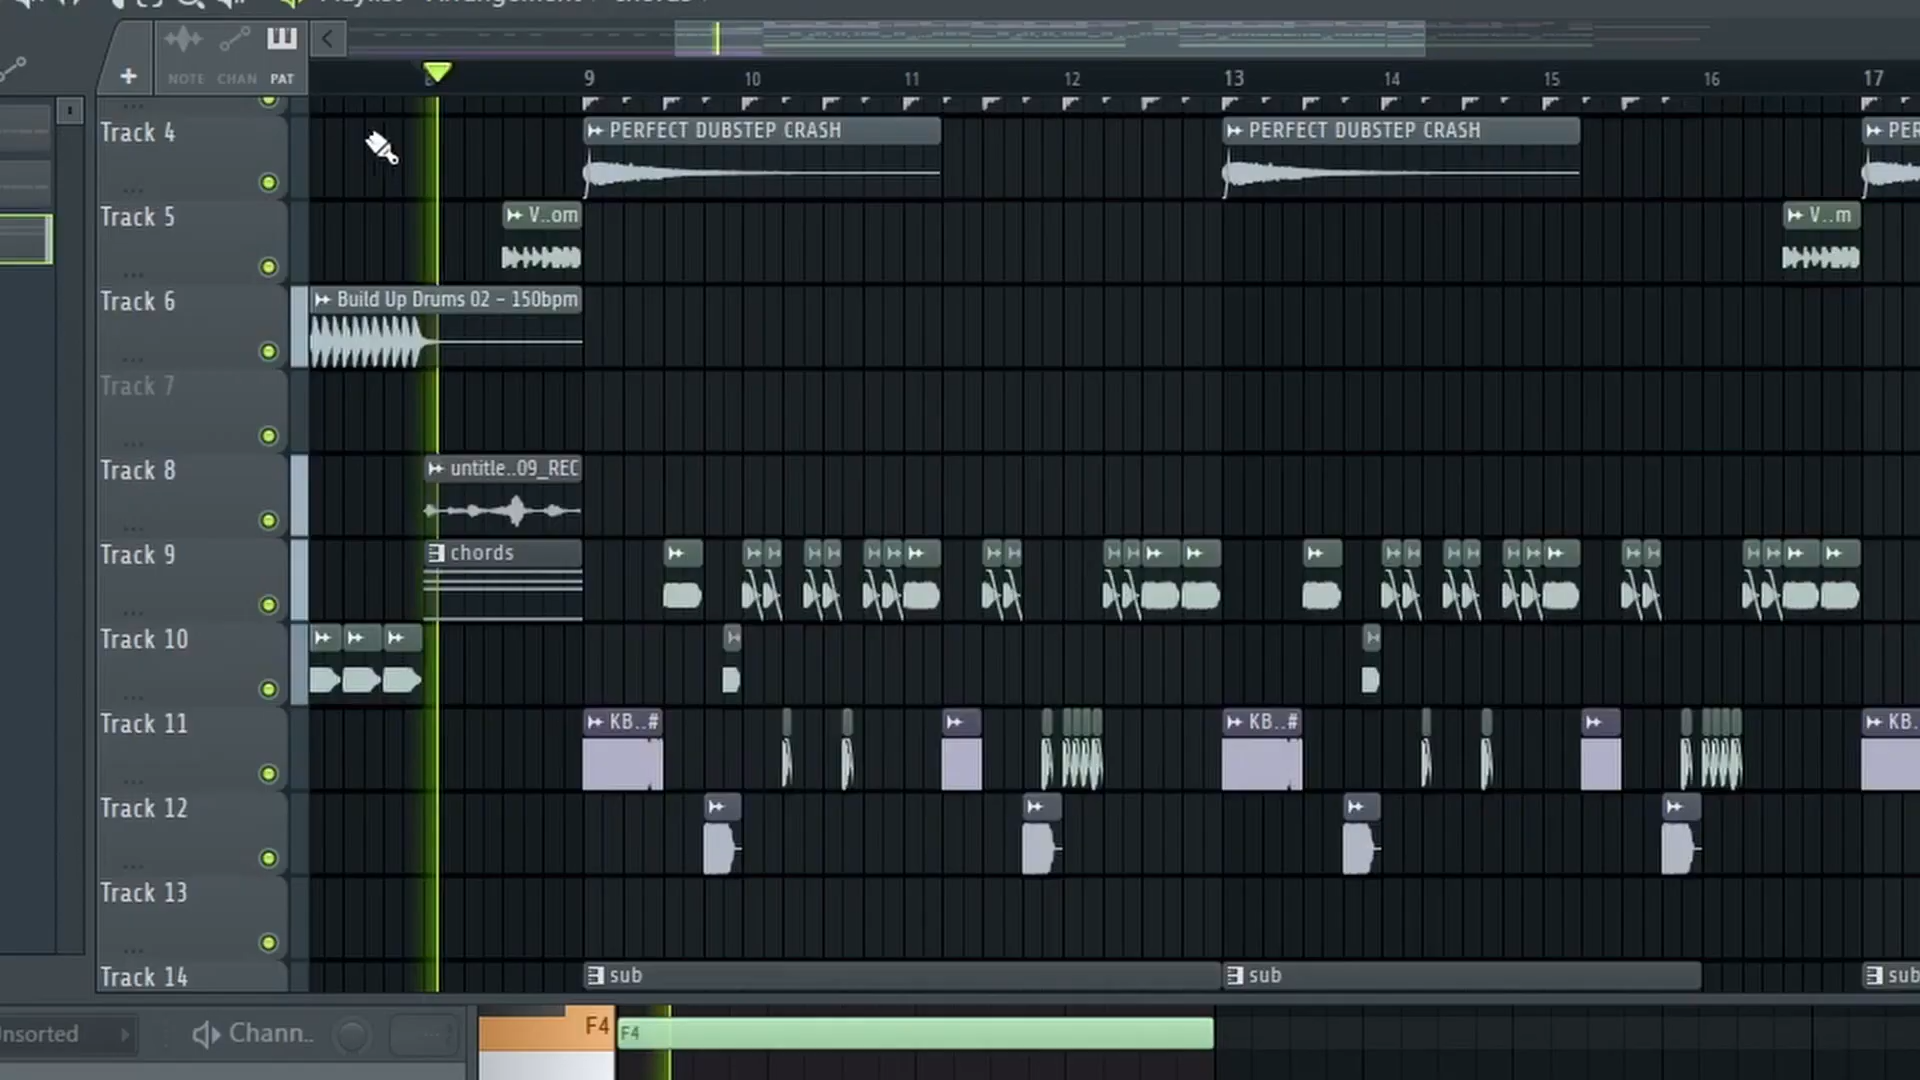 NOTE CHAN PAT
9 10 11 12 13 14 15 16 17
Track 4
PERFECT DUBSTEP CRASH
PERFECT DUBSTEP CRASH
PER
Track 5
V..om
V..m
Track 6
Build Up Drums 02 - 150bpm
Track 7
Track 8
untitle..09_REC
Track 9
chords
Track 10
Track 11
KB..#
KB..#
KB.
Track 12
Track 13
Track 14
sub
sub
sub
nsorted
Chann..
F4
F4